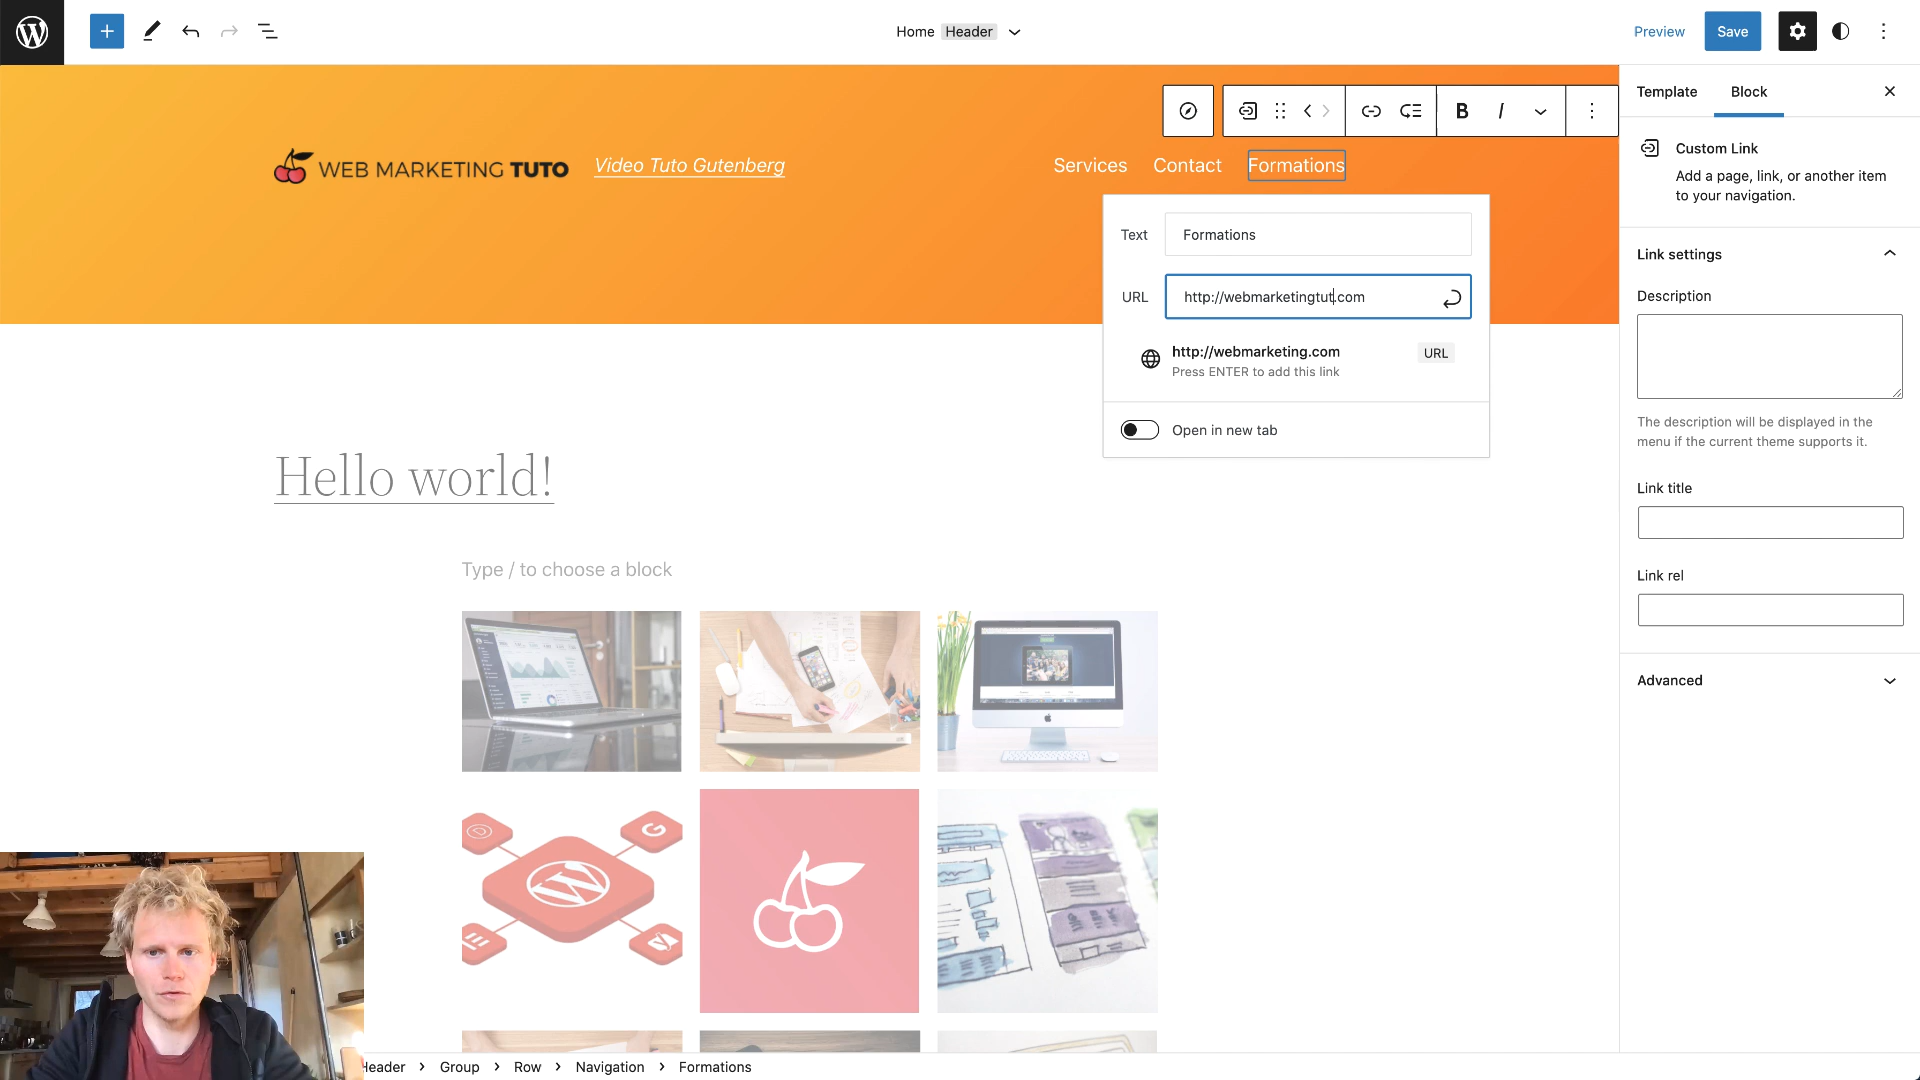 Home Header
Preview
Save
Template
Block
Custom Link
Add a page, link, or another item
to your navigation.
B
I
WEB MARKETING TUTO
Video Tuto Gutenberg
Services
Contact
Formations
Text
Formations
URL
http://webmarketingtut.com
http://webmarketing.com
URL
Press ENTER to add this link
Open in new tab
Link settings
Description
The description will be displayed in the
menu if the current theme supports it.
Link title
Link rel
Advanced
Hello world!
Type / to choose a block
D
G
W
Header > Group > Row > Navigation > Formations